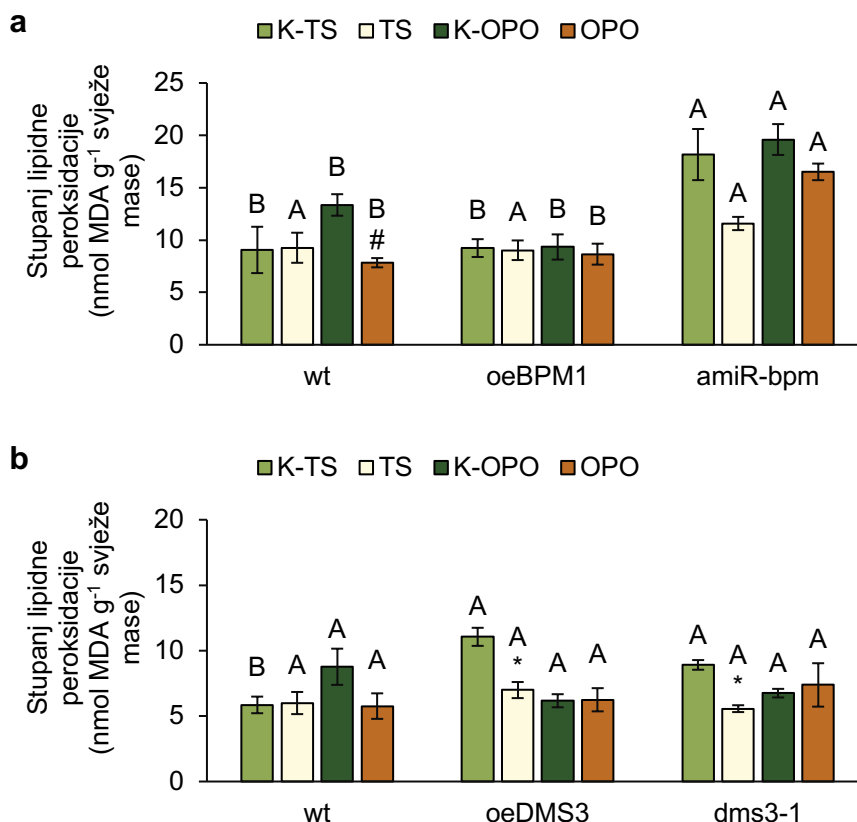 a
K-TS TS K-OPO OPO
Stupanj lipidne
peroksidacije
(nmol MDA g⁻¹ svježe
mase)
25
20
15
10
5
0
B A B B
#
B A B B
A A A A
wt oeBPM1 amiR-bpm
b
K-TS TS K-OPO OPO
Stupanj lipidne
peroksidacije
(nmol MDA g⁻¹ svježe
mase)
20
15
10
5
0
B A A A
A A A A
*
A A A A
*
wt oeDMS3 dms3-1